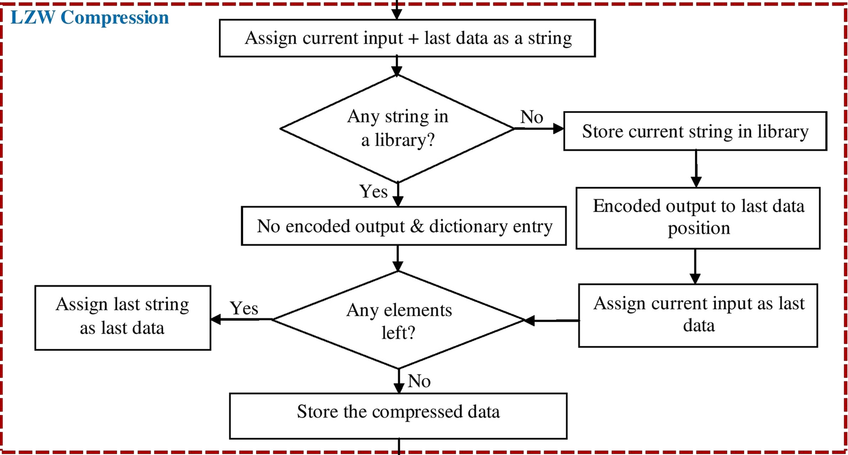 LZW Compression
Assign current input + last data as a string
Any string in
a library?
No
Store current string in library
Yes
Encoded output to last data
position
No encoded output & dictionary entry
Assign last string
as last data
Yes
Any elements
left?
Assign current input as last
data
No
Store the compressed data